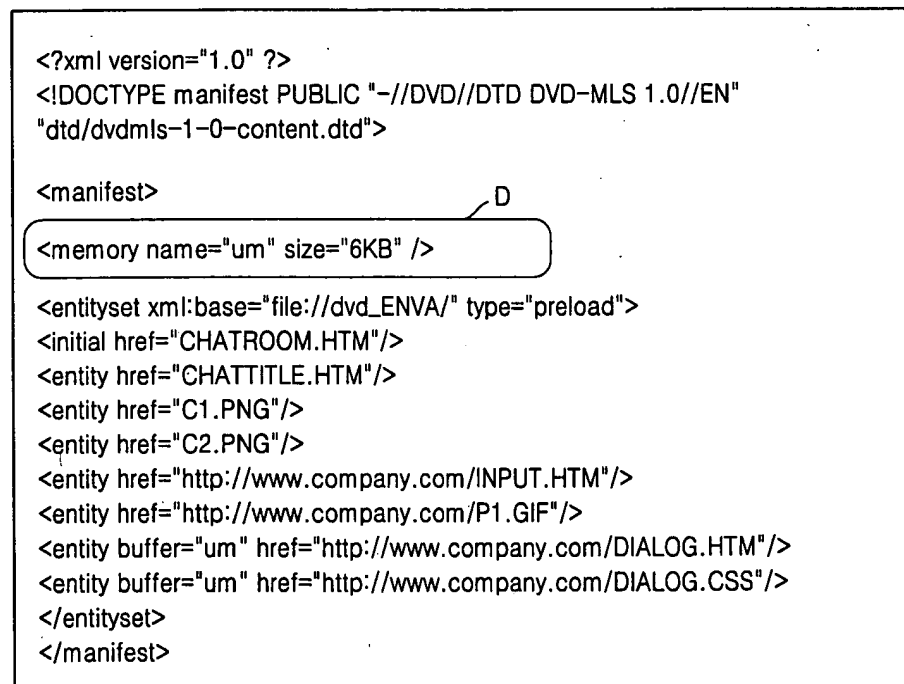 <?xml version="1.0" ?>
<!DOCTYPE manifest PUBLIC "-//DVD//DTD DVD-MLS 1.0//EN"
"dtd/dvdmls-1-0-content.dtd">
<manifest>
D
<memory name="um" size="6KB" />
<entityset xml:base="file://dvd_ENVA/" type="preload">
<initial href="CHATROOM.HTM"/>
<entity href="CHATTITLE.HTM"/>
<entity href="C1.PNG"/>
<entity href="C2.PNG"/>
<entity href="http://www.company.com/INPUT.HTM"/>
<entity href="http://www.company.com/P1.GIF"/>
<entity buffer="um" href="http://www.company.com/DIALOG.HTM"/>
<entity buffer="um" href="http://www.company.com/DIALOG.CSS"/>
</entityset>
</manifest>